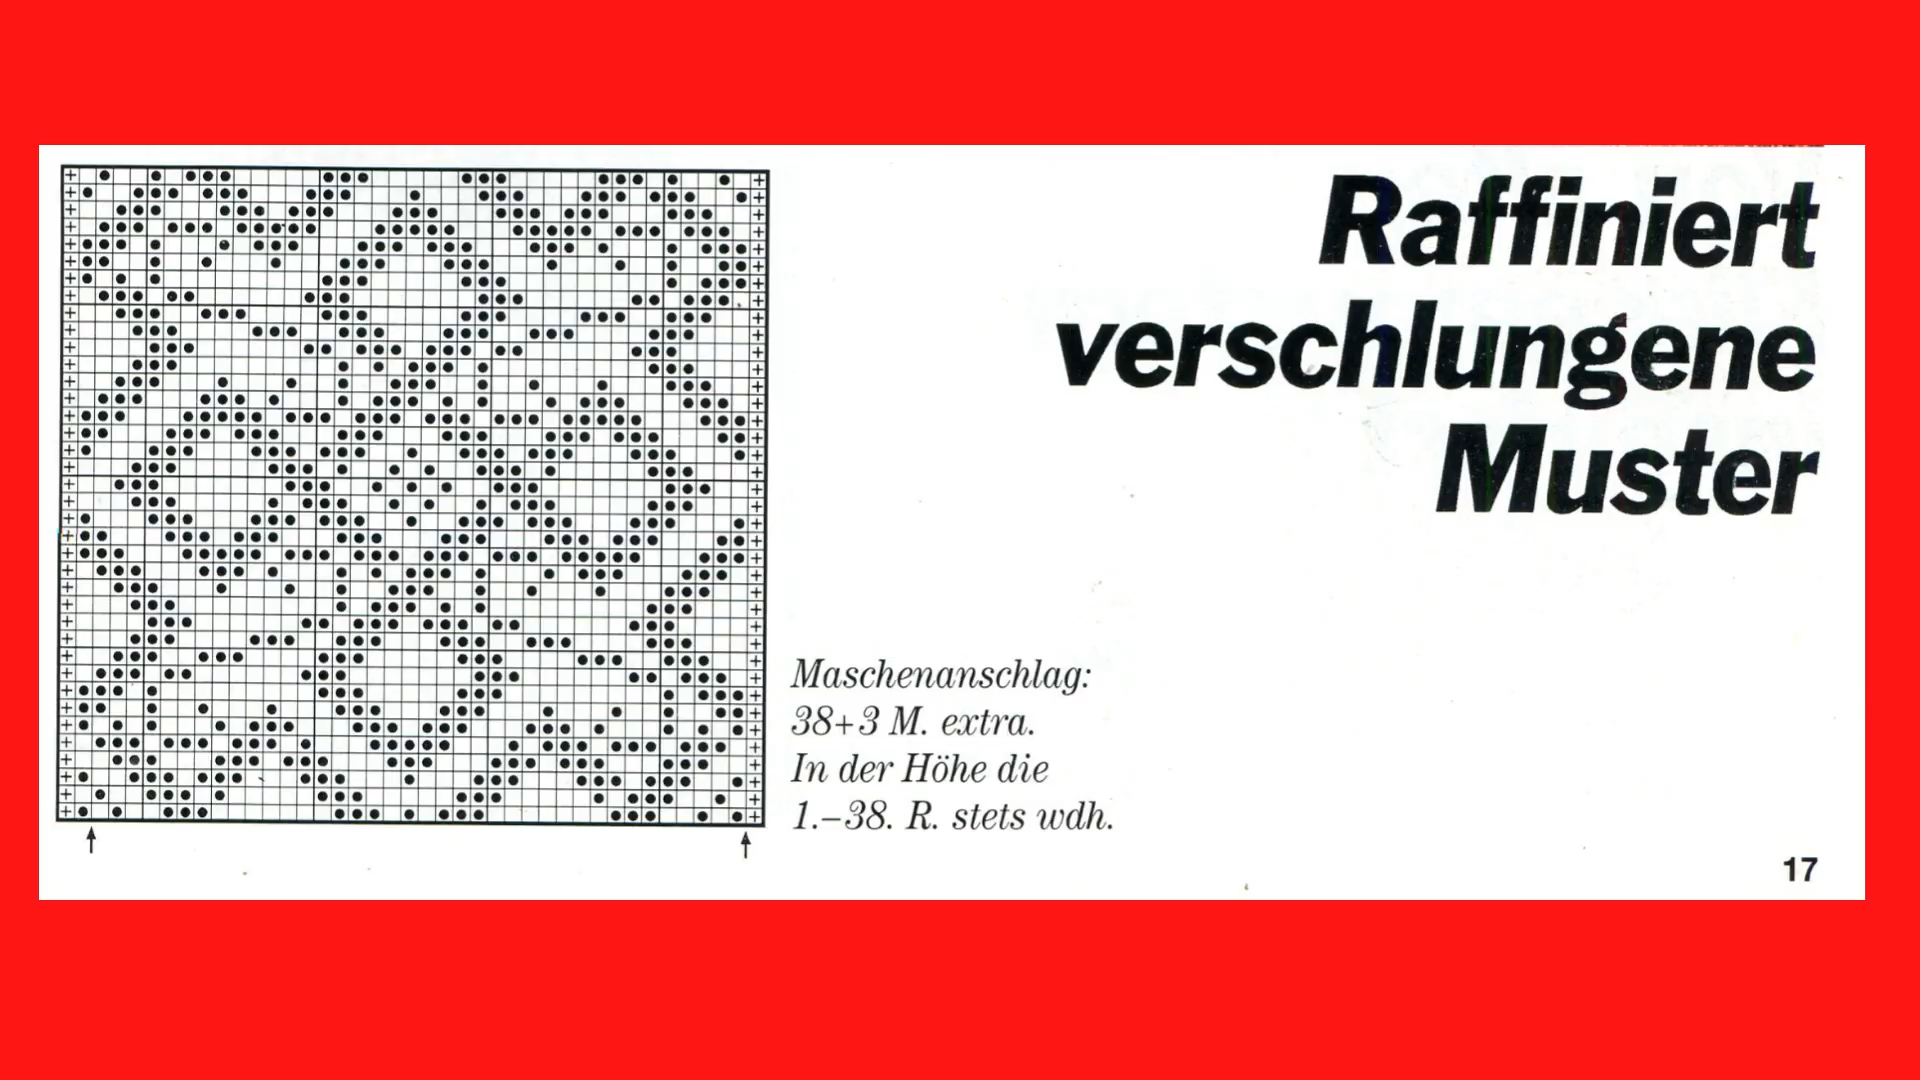 Raffiniert
verschlungene
Muster
Maschenanschlag:
38+3 M. extra.
In der Höhe die
1.–38. R. stets wdh.
17